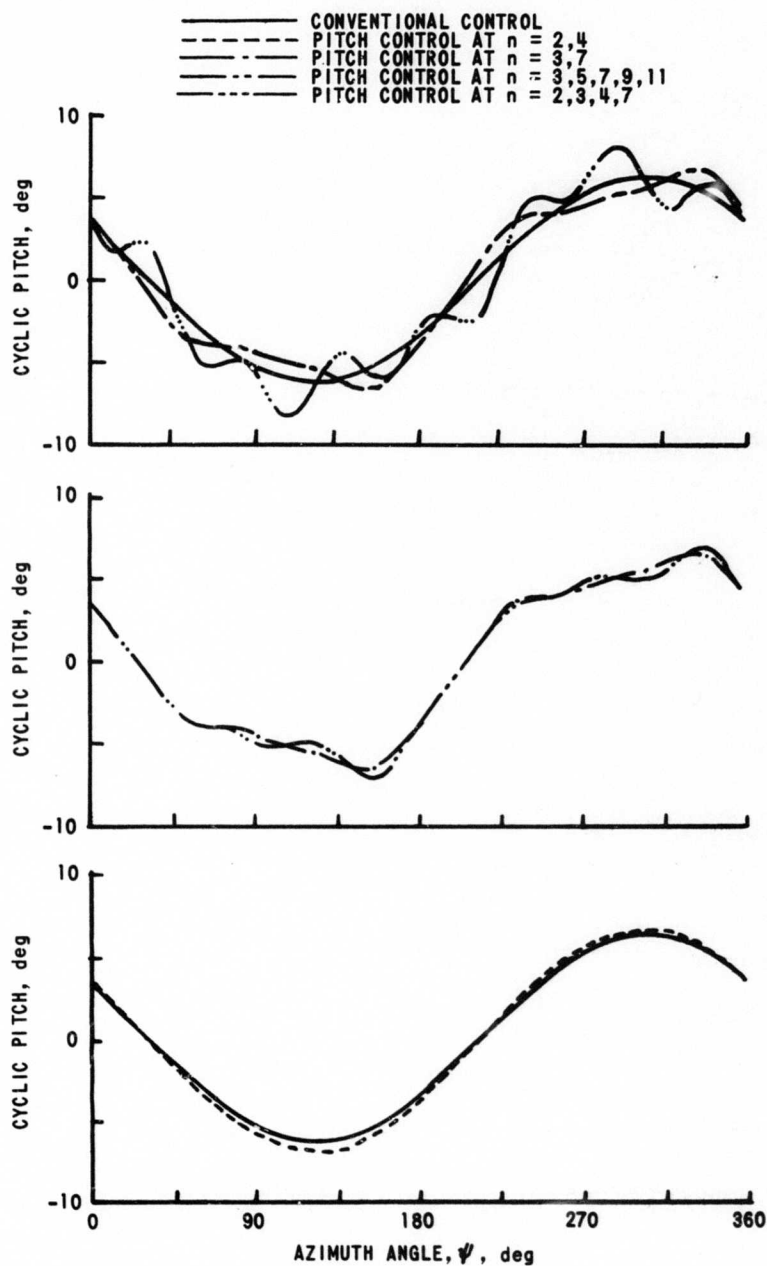 CONVENTIONAL CONTROL
PITCH CONTROL AT n = 2,4
PITCH CONTROL AT n = 3,7
PITCH CONTROL AT n = 3,5,7,9,11
PITCH CONTROL AT n = 2,3,4,7
10
0
-10
CYCLIC PITCH, deg
10
0
-10
CYCLIC PITCH, deg
10
0
-10
CYCLIC PITCH, deg
0 90 180 270 360
AZIMUTH ANGLE, ψ, deg